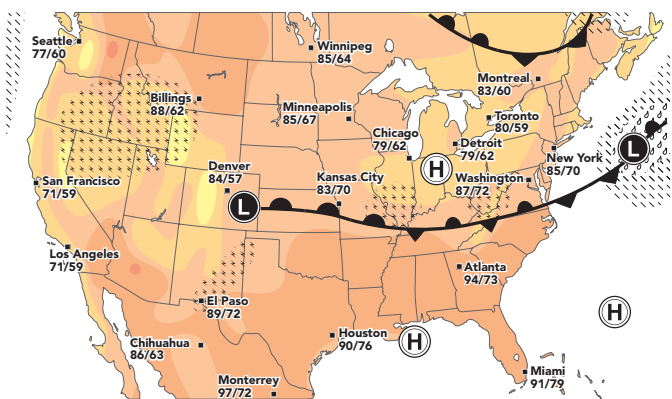 Seattle
77/60
Winnipeg
85/64
Montreal
83/60
Billings
88/62
Minneapolis
85/67
Toronto
80/59
Chicago
79/62
Detroit
79/62
New York
85/70
L
H
Denver
84/57
Kansas City
83/70
Washington
87/72
San Francisco
71/59
L
Los Angeles
71/59
Atlanta
94/73
El Paso
89/72
H
Chihuahua
86/63
Houston
90/76
H
Monterrey
97/72
Miami
91/79